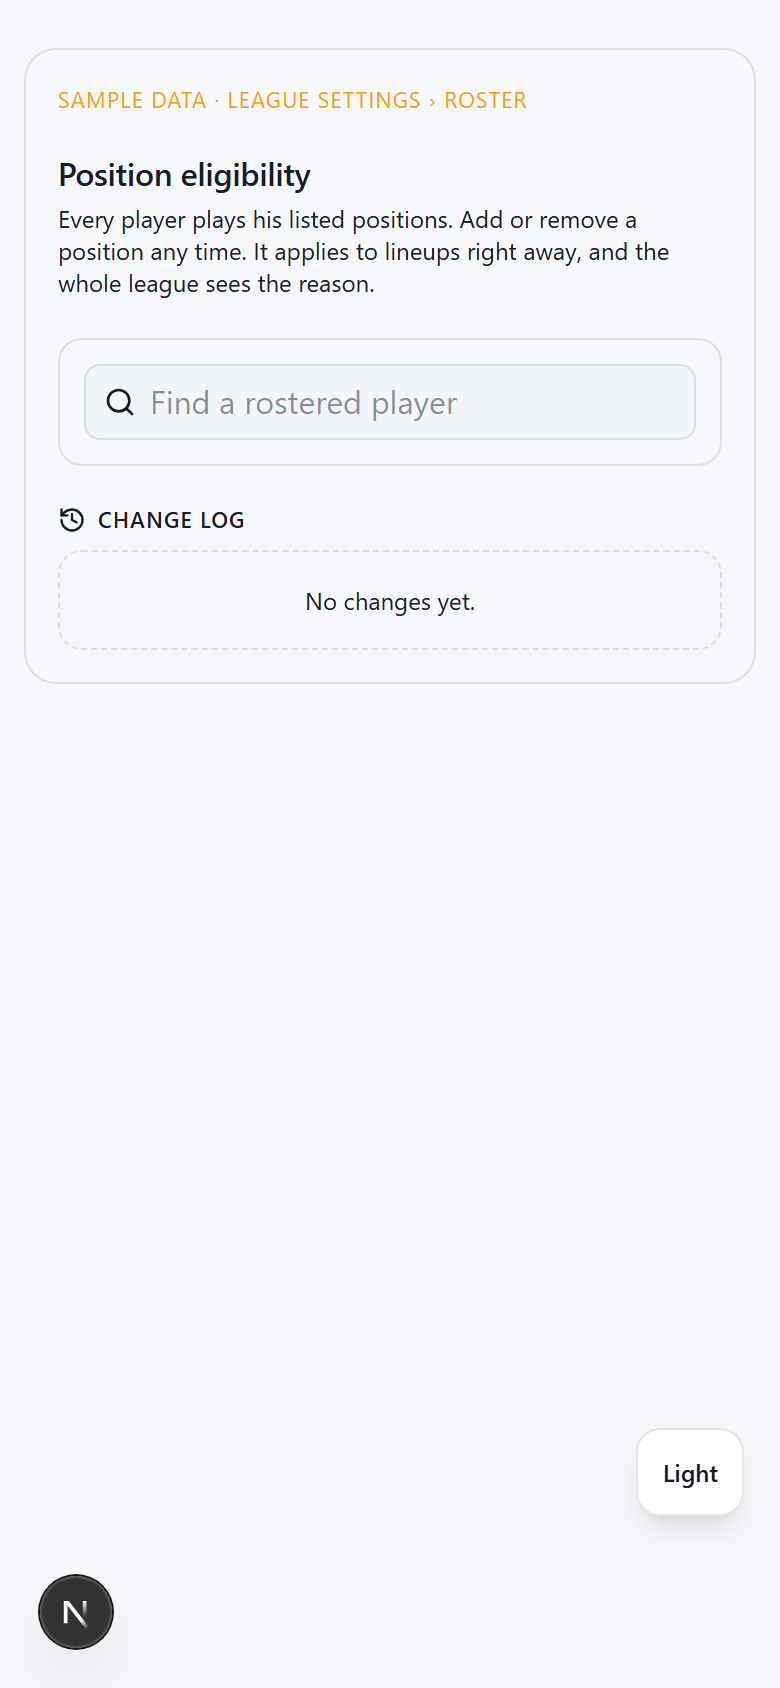 SAMPLE DATA · LEAGUE SETTINGS › ROSTER
Position eligibility
Every player plays his listed positions. Add or remove a
position any time. It applies to lineups right away, and the
whole league sees the reason.
Find a rostered player
CHANGE LOG
No changes yet.
Light
N